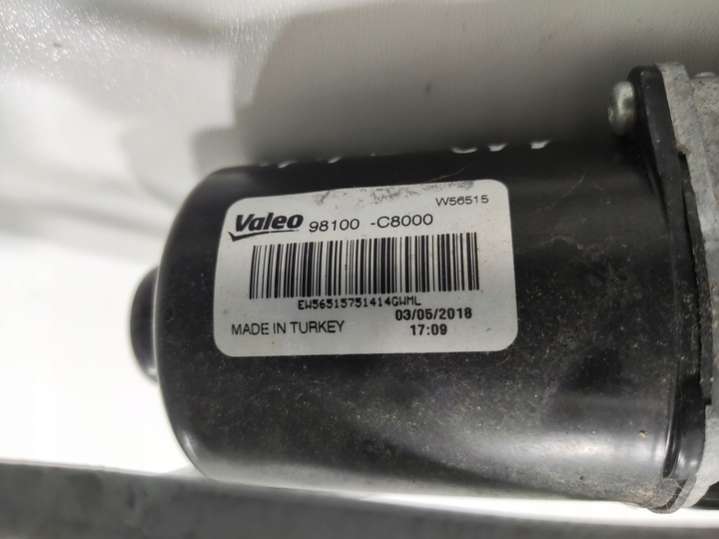 W56515
Valeo 98100 -C8000
EW56515751414GWML
03/05/2018
MADE IN TURKEY 17:09